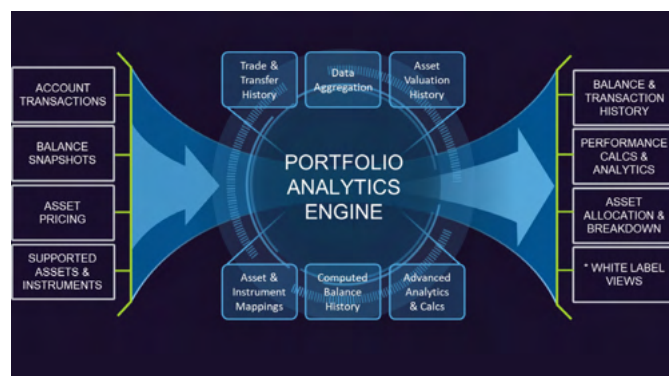 ACCOUNT
TRANSACTIONS
BALANCE
SNAPSHOTS
ASSET
PRICING
SUPPORTED
ASSETS &
INSTRUMENTS
Trade &
Transfer
History
Data
Aggregation
Asset
Valuation
History
PORTFOLIO
ANALYTICS
ENGINE
Asset &
Instrument
Mappings
Computed
Balance
History
Advanced
Analytics
& Calcs
BALANCE &
TRANSACTION
HISTORY
PERFORMANCE
CALCS &
ANALYTICS
ASSET
ALLOCATION &
BREAKDOWN
* WHITE LABEL
VIEWS